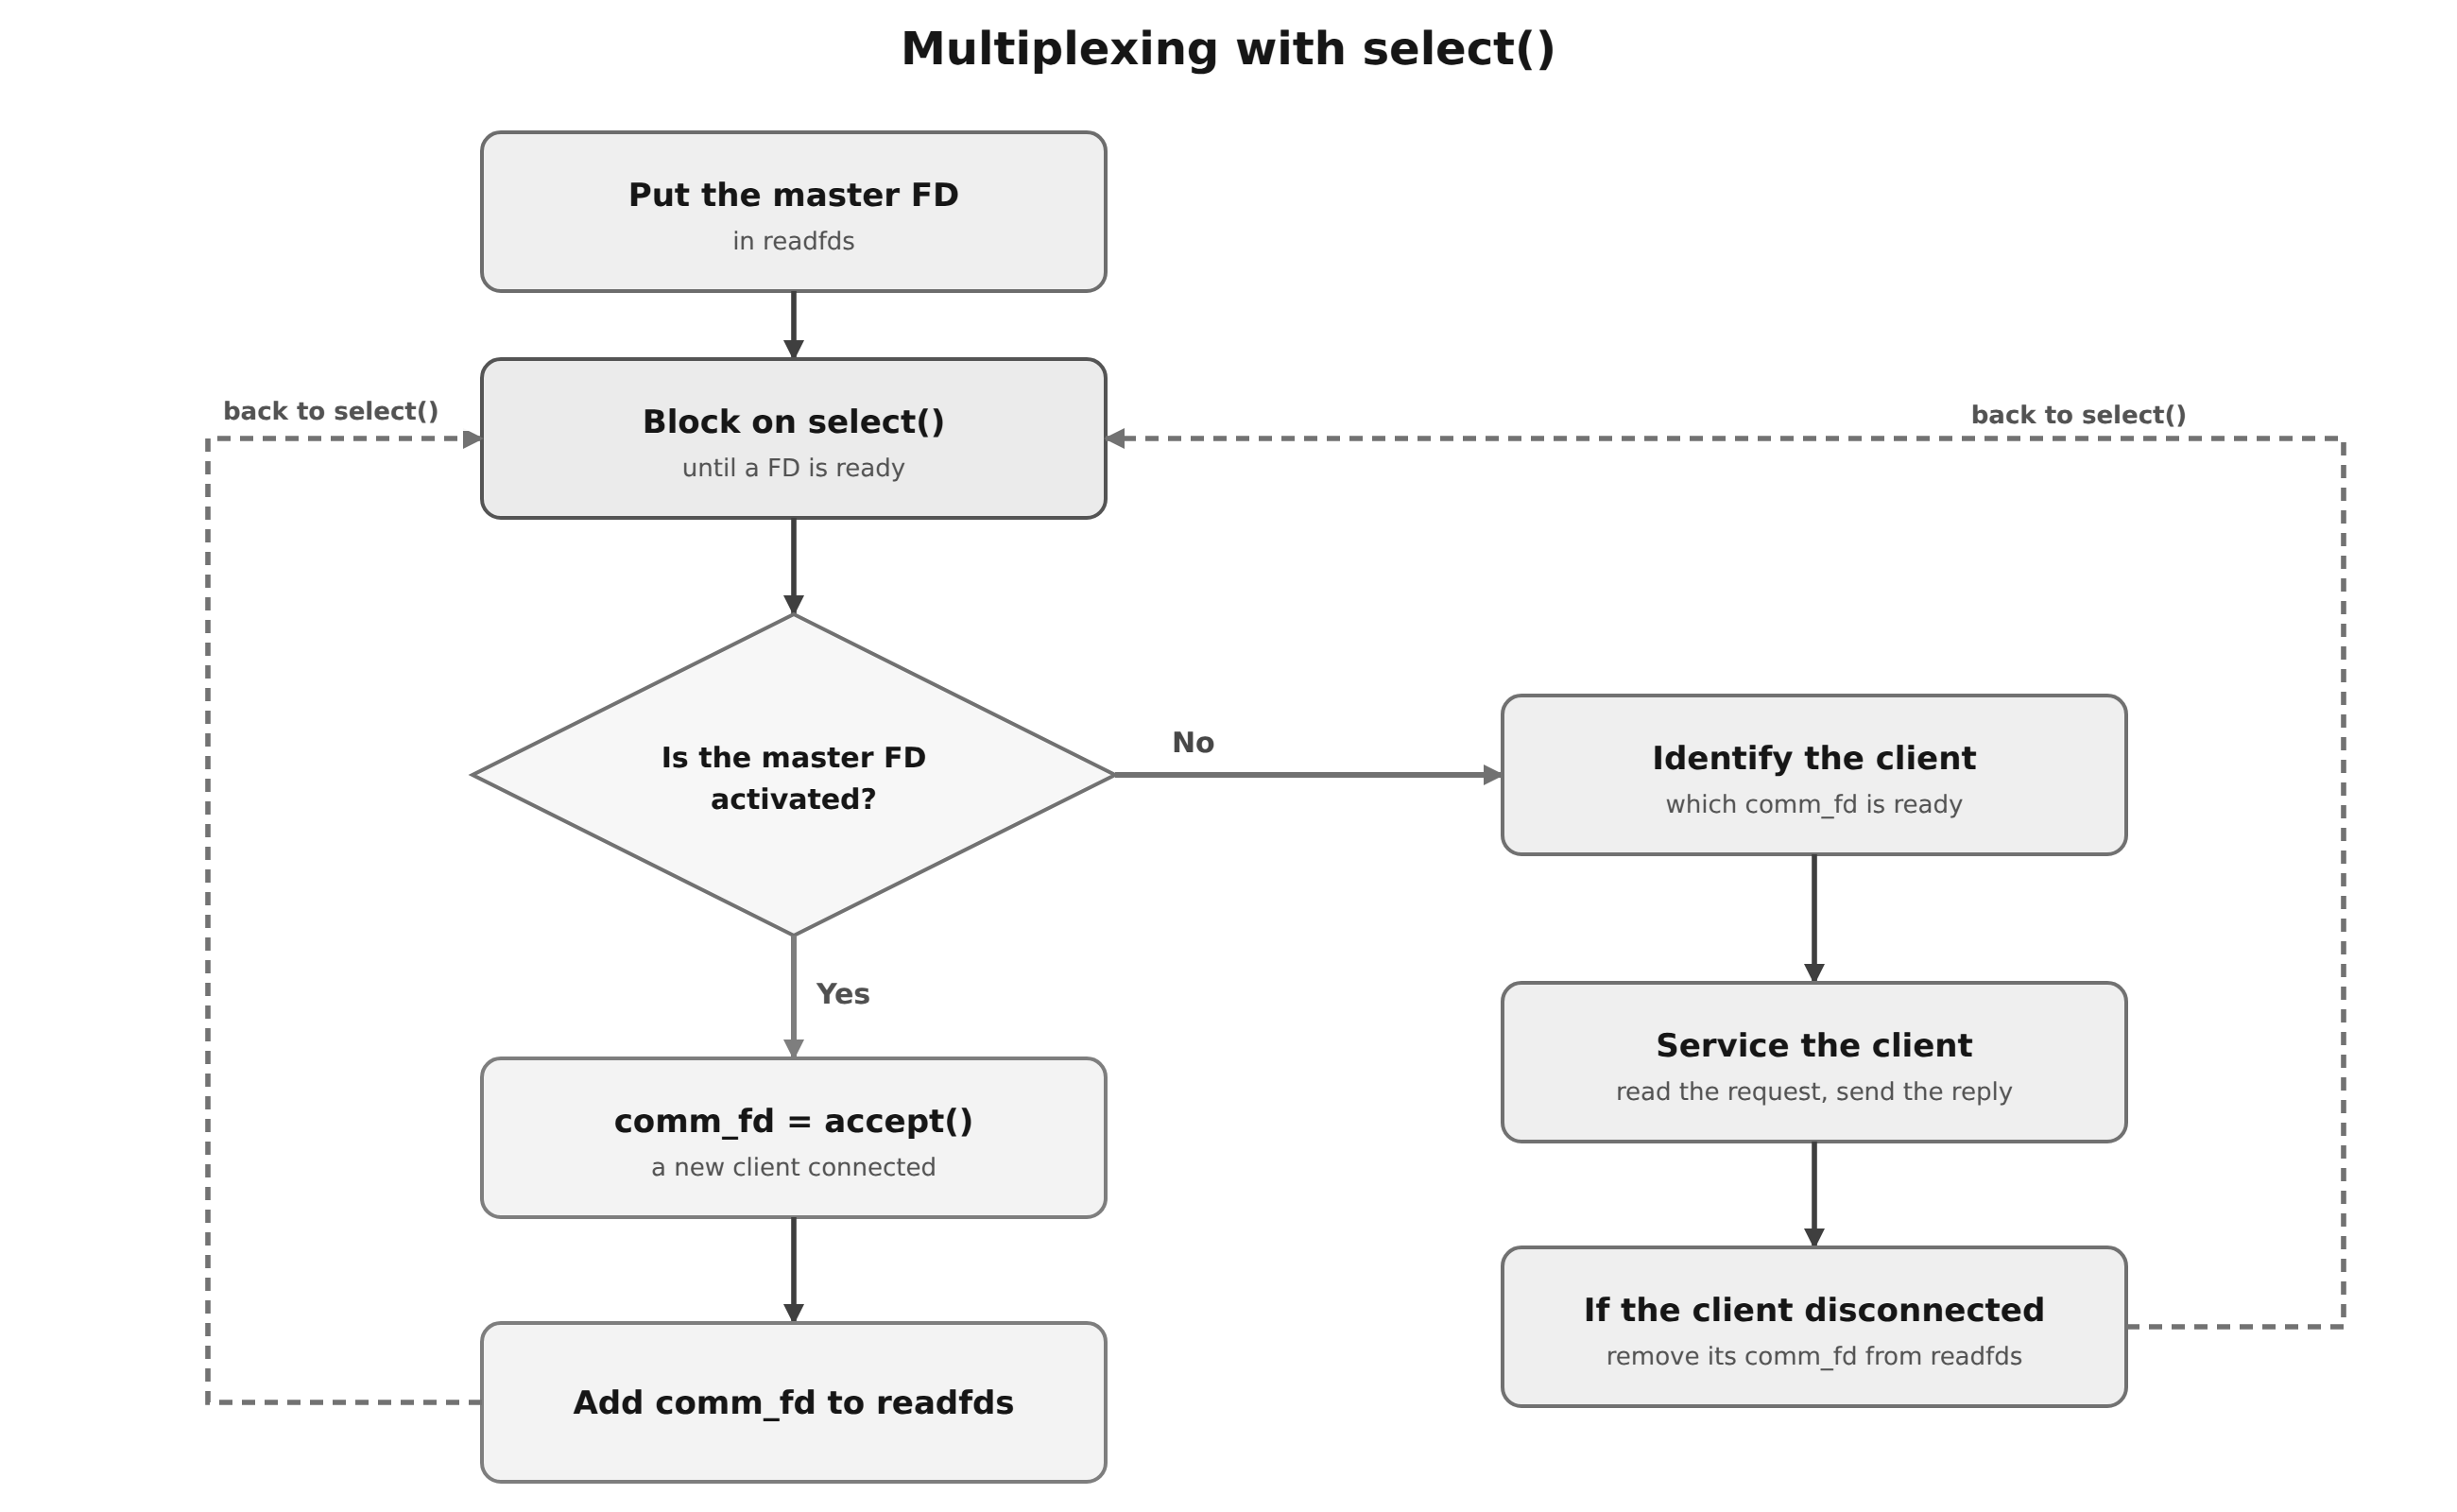 Multiplexing with select()
Put the master FD
in readfds
back to select()
Block on select()
until a FD is ready
back to select()
Is the master FD
activated?
No
Identify the client
which comm_fd is ready
Yes
Service the client
read the request, send the reply
comm_fd = accept()
a new client connected
If the client disconnected
remove its comm_fd from readfds
Add comm_fd to readfds